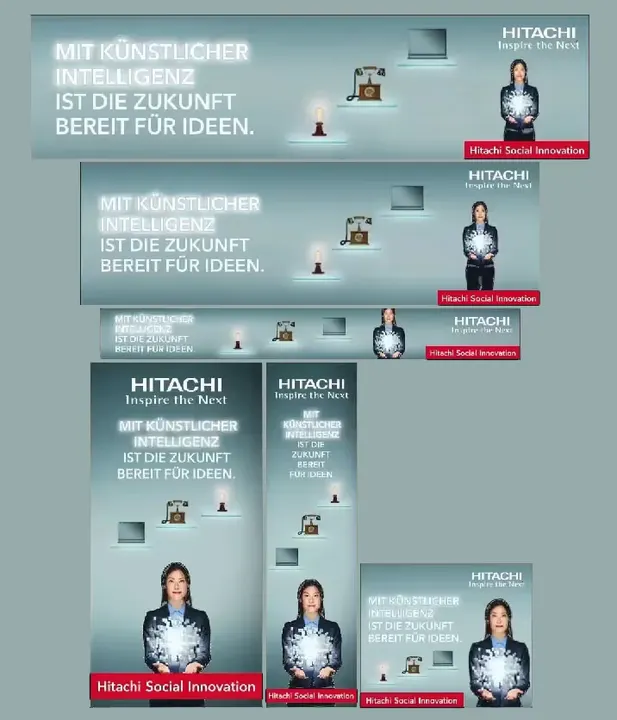 MIT KÜNSTLICHER
INTELLIGENZ
IST DIE ZUKUNFT
BEREIT FÜR IDEEN.
HITACHI
Inspire the Next
Hitachi Social Innovation
MIT KÜNSTLICHER
INTELLIGENZ
IST DIE ZUKUNFT
BEREIT FÜR IDEEN.
HITACHI
Inspire the Next
Hitachi Social Innovation
MIT KÜNSTLICHER
INTELLIGENZ
IST DIE ZUKUNFT
BEREIT FÜR IDEEN.
HITACHI
Inspire the Next
Hitachi Social Innovation
HITACHI
Inspire the Next
MIT KÜNSTLICHER
INTELLIGENZ
IST DIE ZUKUNFT
BEREIT FÜR IDEEN.
Hitachi Social Innovation
HITACHI
Inspire the Next
MIT
KÜNSTLICHER
INTELLIGENZ
IST DIE
ZUKUNFT
BEREIT
FÜR IDEEN.
Hitachi Social Innovation
HITACHI
Inspire the Next
MIT KÜNSTLICHER
INTELLIGENZ
IST DIE ZUKUNFT
BEREIT FÜR IDEEN.
Hitachi Social Innovation